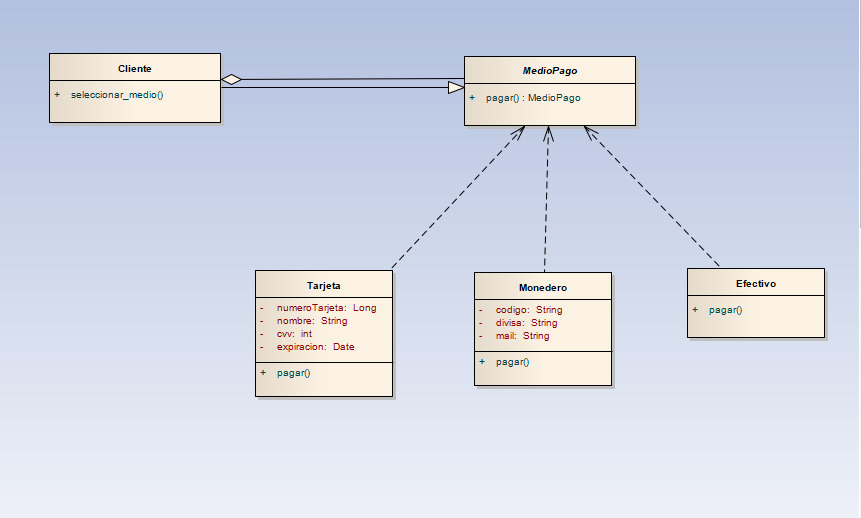 Cliente
+ seleccionar_medio()
MedioPago
+ pagar() : MedioPago
Tarjeta
- numeroTarjeta: Long
- nombre: String
- cvv: int
- expiracion: Date
+ pagar()
Monedero
- codigo: String
- divisa: String
- mail: String
+ pagar()
Efectivo
+ pagar()